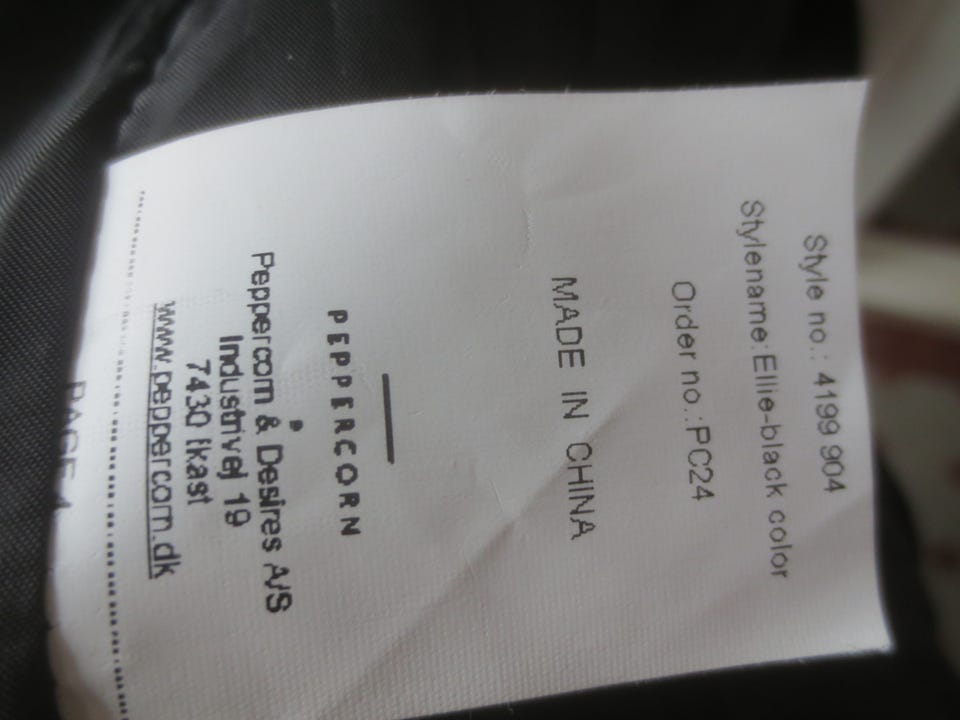 Style no.: 4199 904
Stylename:Ellie-black color
Order no.:PC24
MADE IN CHINA
PEPPERCORN
Peppercorn & Desires A/S
Industrivej 19
7430 Ikast
www.peppercorn.dk